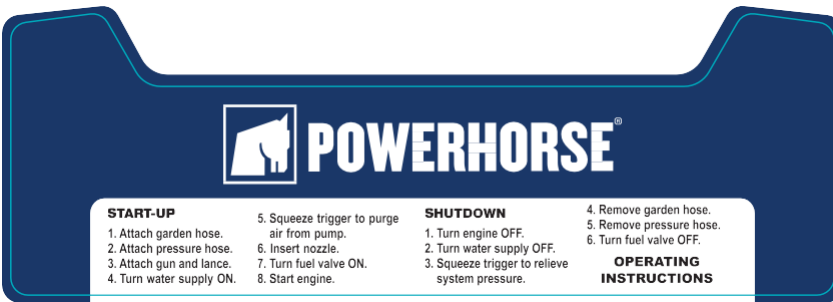 POWERHORSE®
START-UP
1. Attach garden hose.
2. Attach pressure hose.
3. Attach gun and lance.
4. Turn water supply ON.
5. Squeeze trigger to purge
air from pump.
6. Insert nozzle.
7. Turn fuel valve ON.
8. Start engine.
SHUTDOWN
1. Turn engine OFF.
2. Turn water supply OFF.
3. Squeeze trigger to relieve
system pressure.
4. Remove garden hose.
5. Remove pressure hose.
6. Turn fuel valve OFF.
OPERATING
INSTRUCTIONS